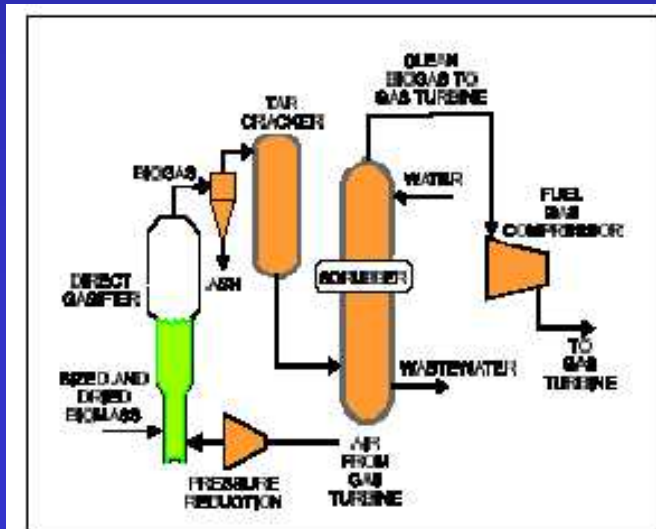 CLEAN
BIOGAS TO
GAS TURBINE
TAR
CRACKER
BIOGAS
WATER
FUEL
GAS
COMPRESSOR
DIRECT
GASIFIER
ASH
SCRUBBER
SIZED AND
DRIED
BIOMASS
WASTEWATER
TO
GAS
TURBINE
PRESSURE
REDUCTION
AIR
FROM
GAS
TURBINE